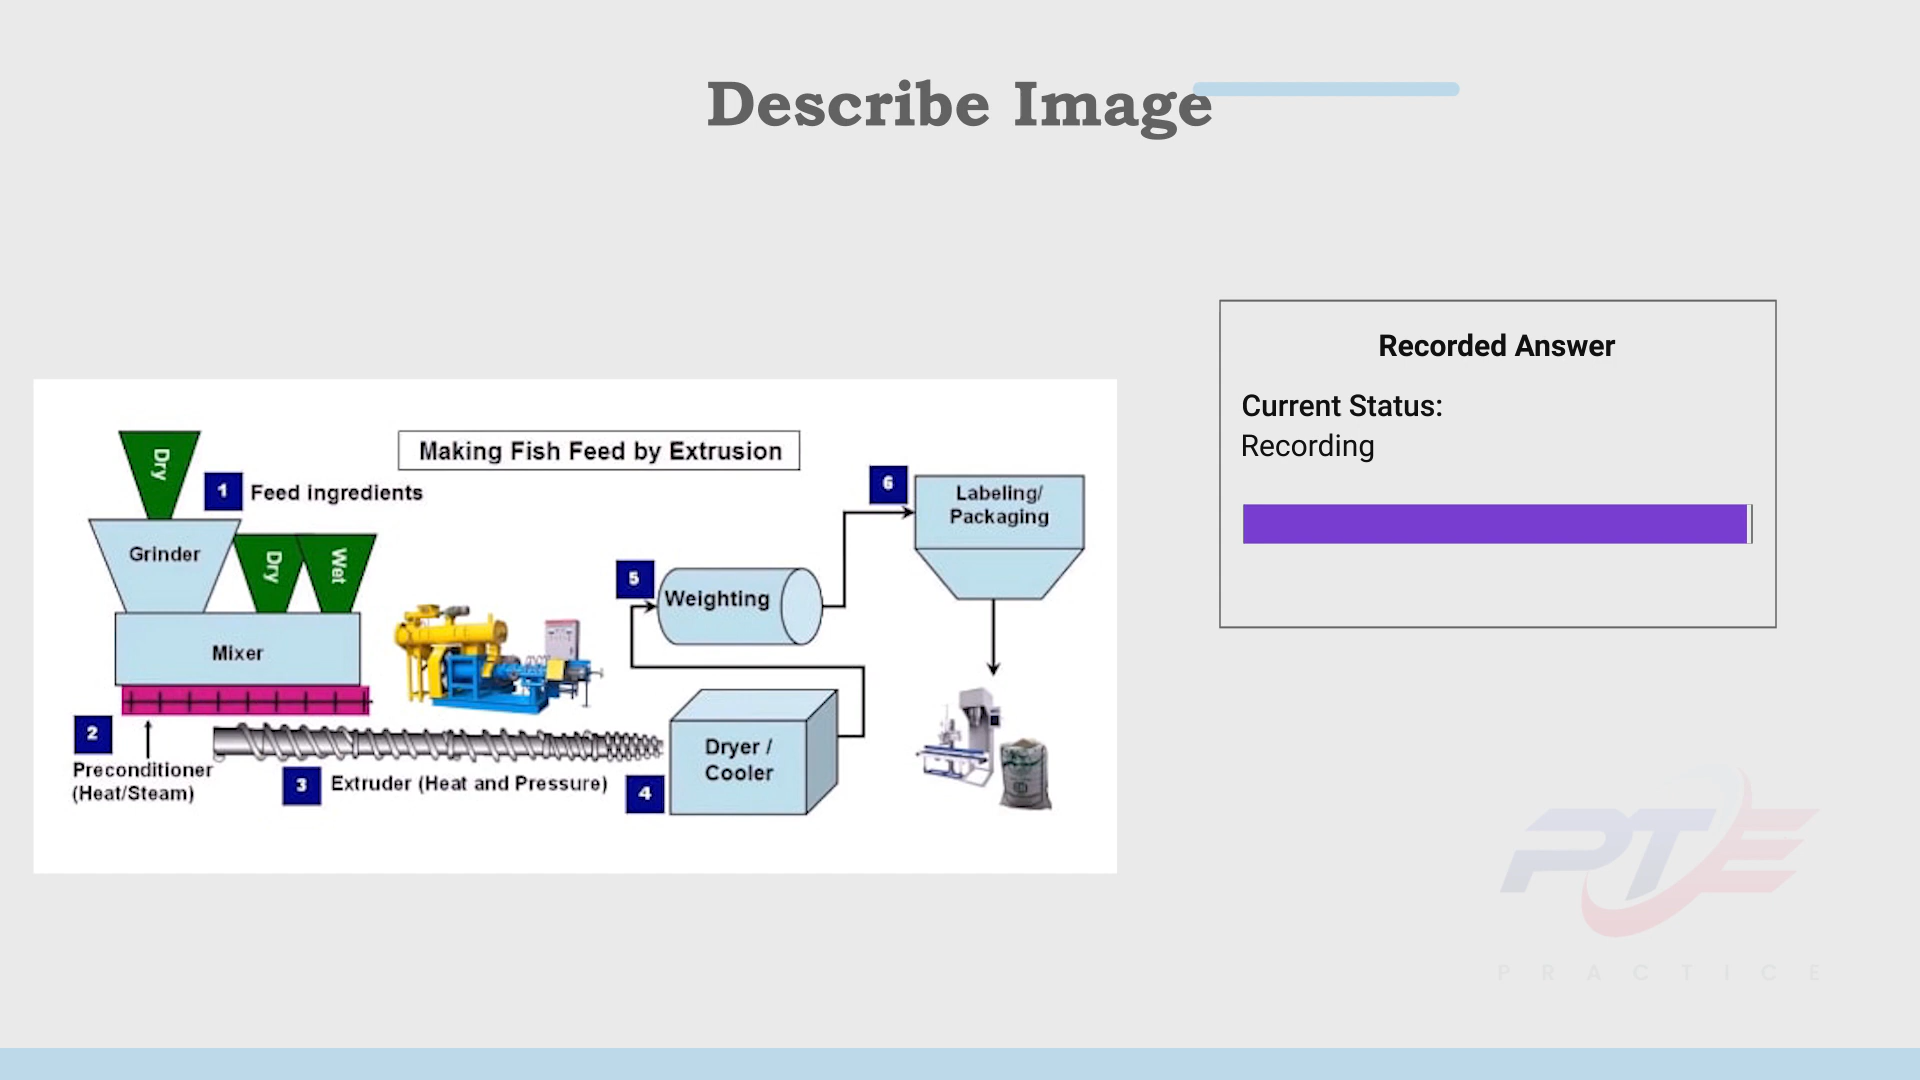 Describe Image
Making Fish Feed by Extrusion
Dry
1
Feed ingredients
Grinder
Dry
Wet
Mixer
2
Preconditioner
(Heat/Steam)
3
Extruder (Heat and Pressure)
4
Dryer /
Cooler
5
Weighting
6
Labeling/
Packaging
Recorded Answer
Current Status:
Recording
PTE
PRACTICE